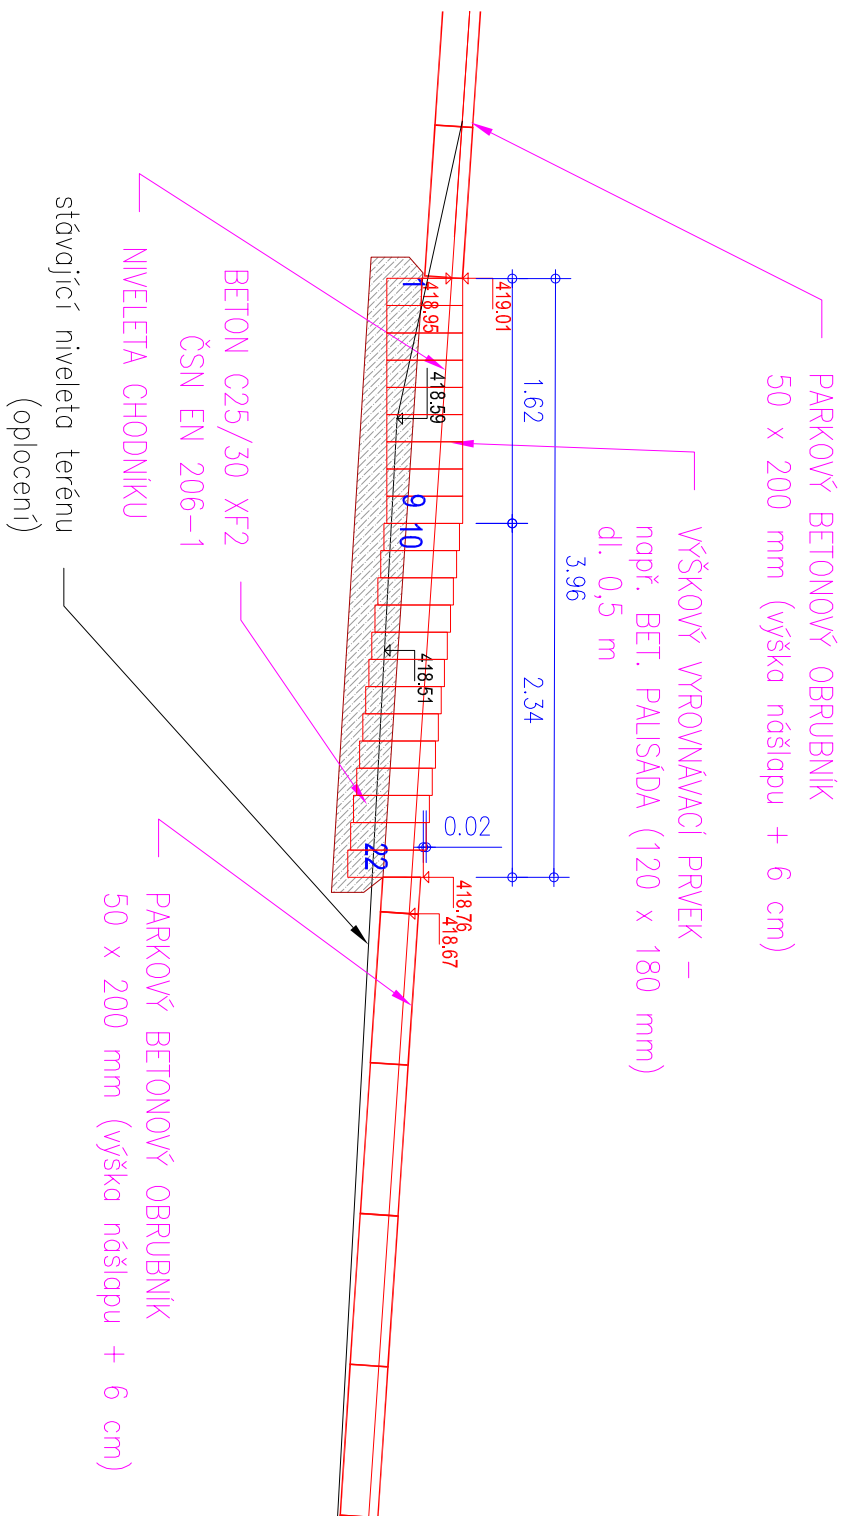 PARKOVÝ BETONOVÝ OBRUBNÍK
50 x 200 mm (výška nášlapu + 6 cm)
VÝŠKOVÝ VYROVNÁVACÍ PRVEK –
např. BET. PALISÁDA (120 x 180 mm)
dl. 0,5 m
3.96
1.62
2.34
419.01
418.95
418.59
418.51
0.02
418.76
418.67
1
9
10
22
BETON C25/30 XF2
ČSN EN 206–1
NIVELETA CHODNÍKU
stávající niveleta terénu
(oplocení)
PARKOVÝ BETONOVÝ OBRUBNÍK
50 x 200 mm (výška nášlapu + 6 cm)